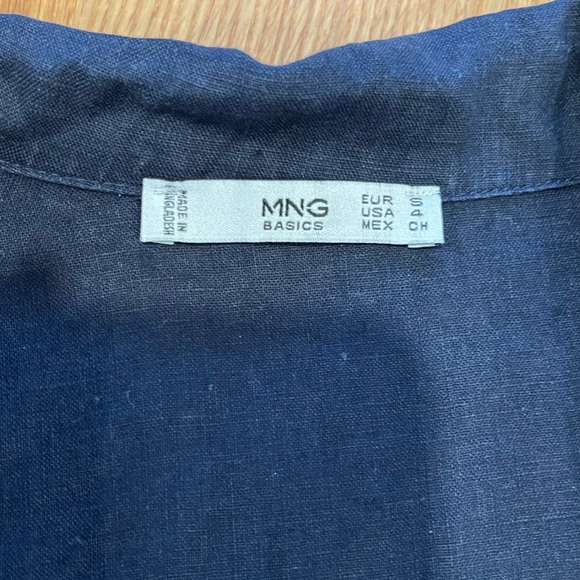 MADE IN
BANGLADESH
MNG
BASICS
EUR S
USA 4
MEX CH